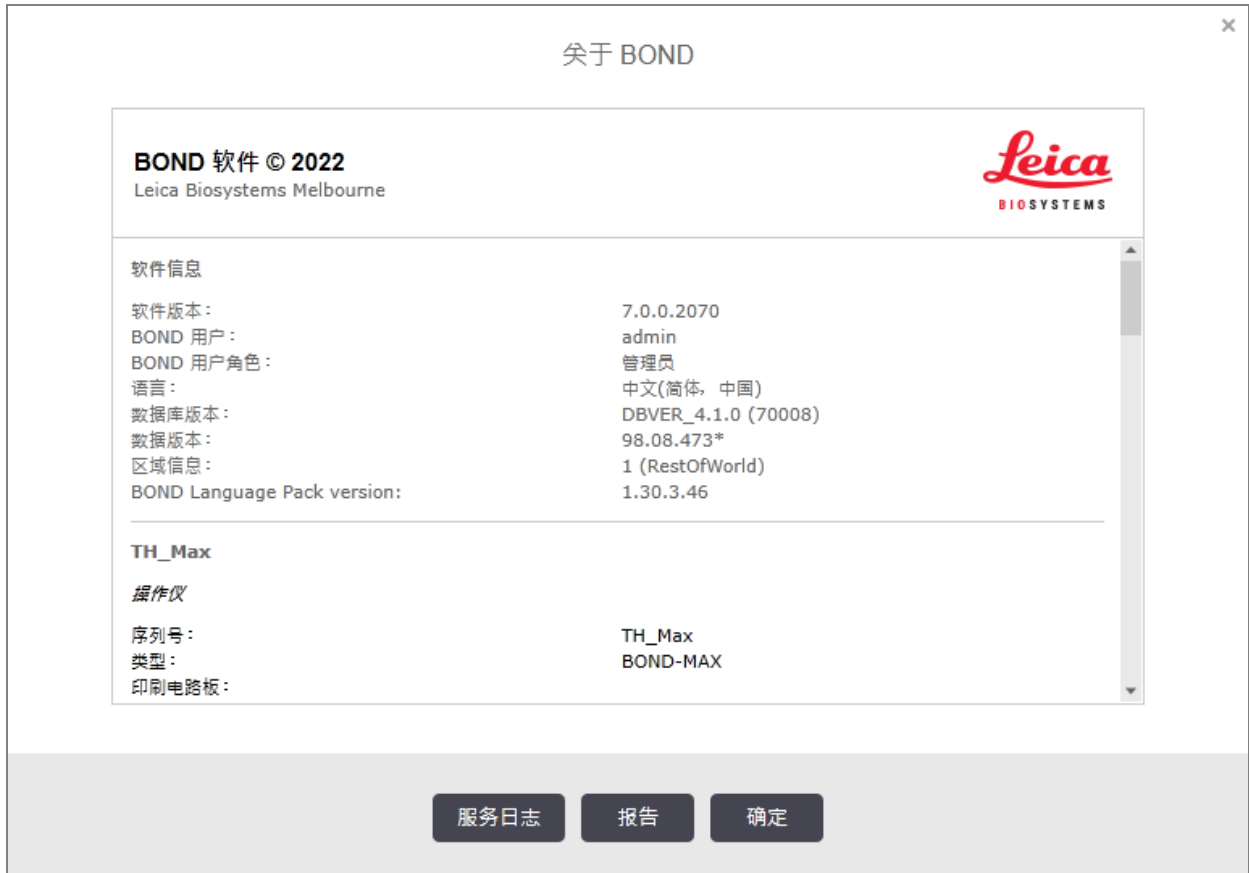 关于 BOND
BOND 软件 © 2022
Leica Biosystems Melbourne
Leica
BIOSYSTEMS
软件信息
软件版本： 7.0.0.2070
BOND 用户： admin
BOND 用户角色： 管理员
语言： 中文(简体，中国)
数据库版本： DBVER_4.1.0 (70008)
数据版本： 98.08.473*
区域信息： 1 (RestOfWorld)
BOND Language Pack version: 1.30.3.46
TH_Max
操作仪
序列号： TH_Max
类型： BOND-MAX
印刷电路板：
服务日志 报告 确定